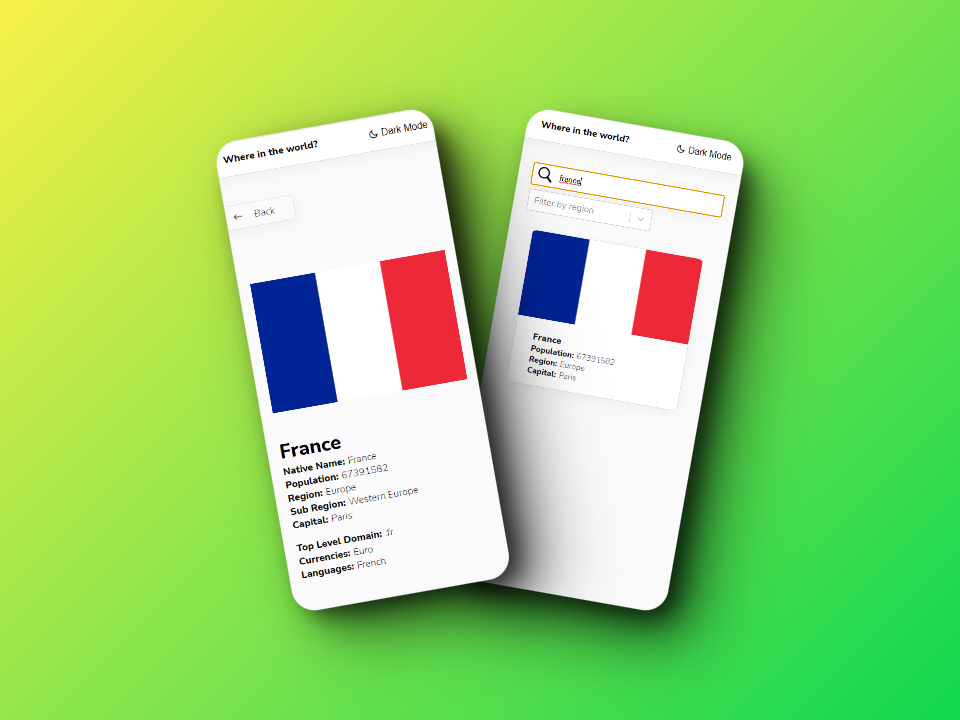 Where in the world?
Dark Mode
Back
France
Native Name: France
Population: 67391582
Region: Europe
Sub Region: Western Europe
Capital: Paris
Top Level Domain: .fr
Currencies: Euro
Languages: French
Where in the world?
Dark Mode
france
Filter by region
France
Population: 67391582
Region: Europe
Capital: Paris